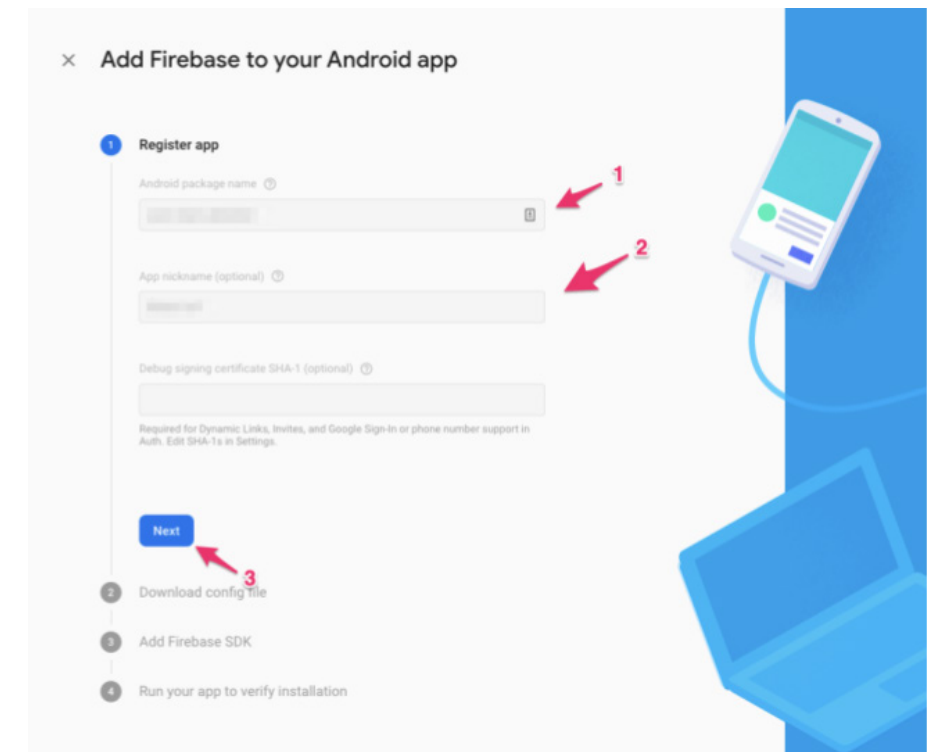 Add Firebase to your Android app
1 Register app
Android package name
1
2
App nickname (optional)
Debug signing certificate SHA-1 (optional)
Required for Dynamic Links, Invites, and Google Sign-In or phone number support in
Auth. Edit SHA-1s in Settings.
Next
3
2 Download config file
3 Add Firebase SDK
4 Run your app to verify installation